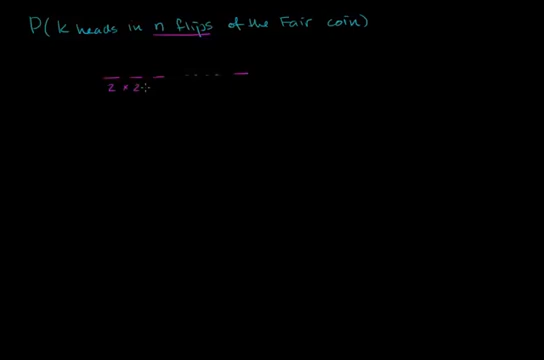 P( k heads in n flips of the Fair coin)
_ _ _ .... _
2 × 2